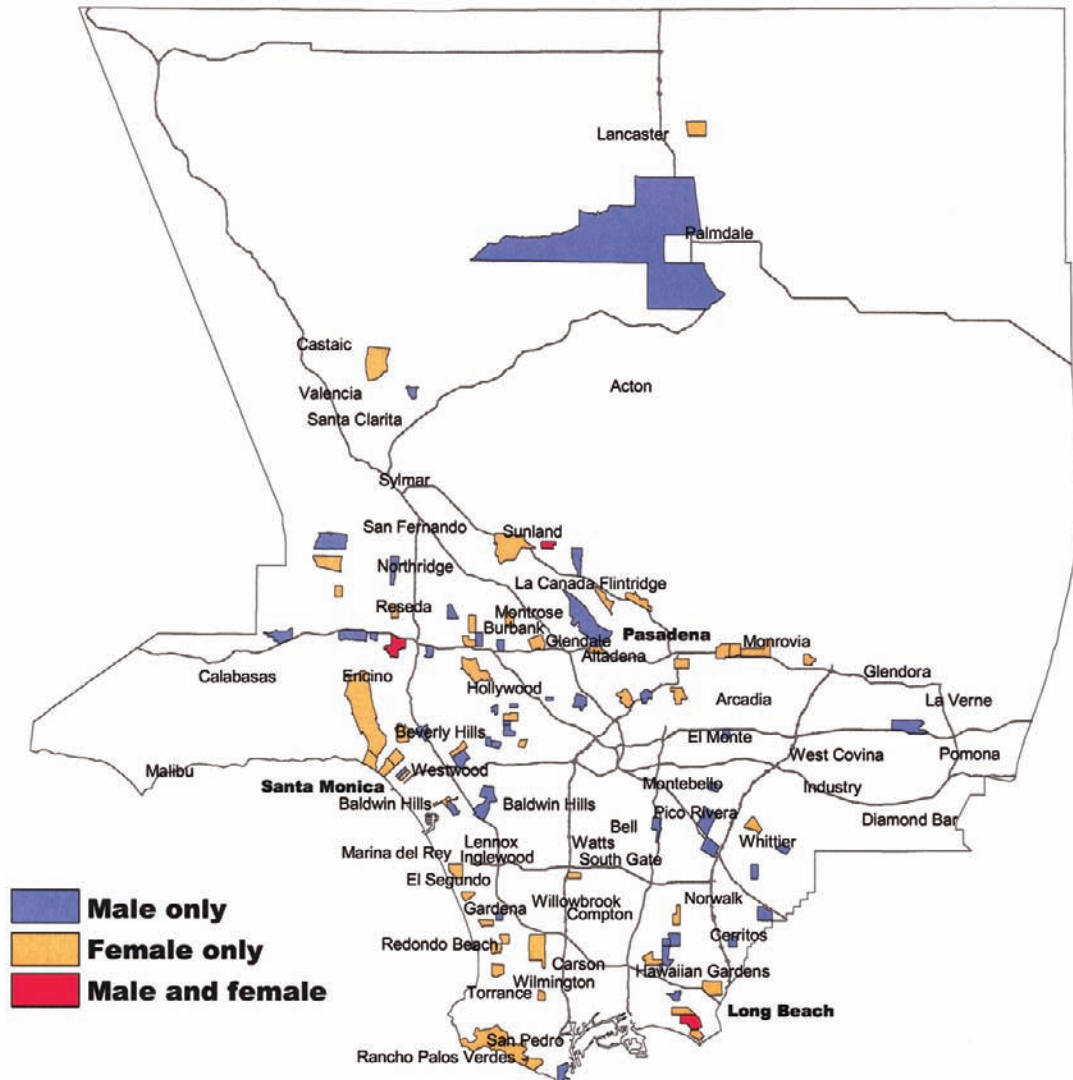 Lancaster
Palmdale
Castaic
Valencia
Acton
Santa Clarita
Sylmar
San Fernando
Sunland
Northridge
La Canada Flintridge
Reseda
Montrose
Burbank
Pasadena
Glendale
Monrovia
Altadena
Calabasas
Encino
Glendora
Hollywood
Arcadia
La Verne
Beverly Hills
El Monte
West Covina
Pomona
Malibu
Westwood
Santa Monica
Montebello
Industry
Baldwin Hills
Baldwin Hills
Pico Rivera
Diamond Bar
Bell
Lennox
Watts
Whittier
Marina del Rey
Inglewood
South Gate
El Segundo
Norwalk
Willowbrook
Gardena
Compton
Cerritos
Redondo Beach
Carson
Hawaiian Gardens
Wilmington
Torrance
Long Beach
San Pedro
Rancho Palos Verdes
Male only
Female only
Male and female